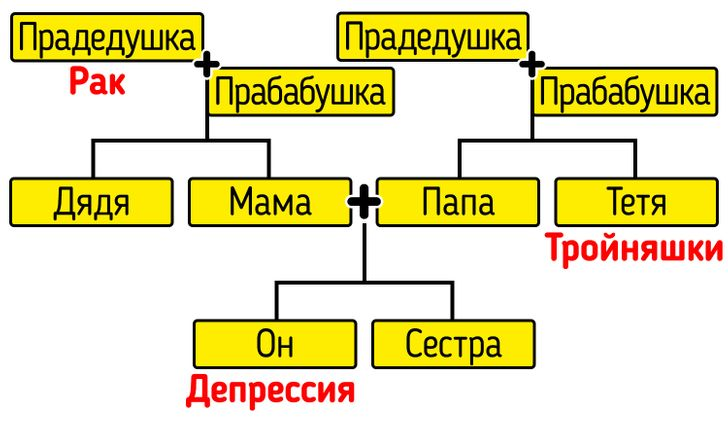 Прадедушка
Рак
Прабабушка
Прадедушка
Прабабушка
Дядя
Мама
Папа
Тетя
Тройняшки
Он
Сестра
Депрессия